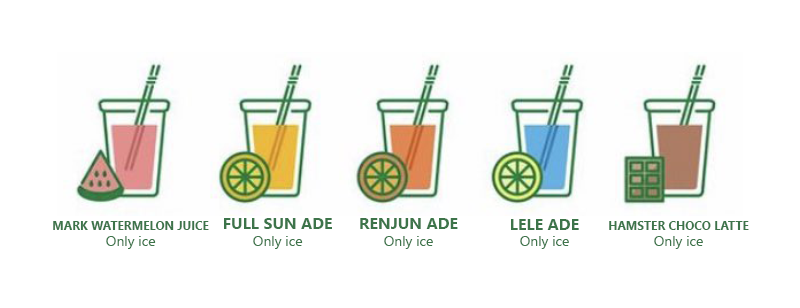 MARK WATERMELON JUICE
Only ice
FULL SUN ADE
Only ice
RENJUN ADE
Only ice
LELE ADE
Only ice
HAMSTER CHOCO LATTE
Only ice